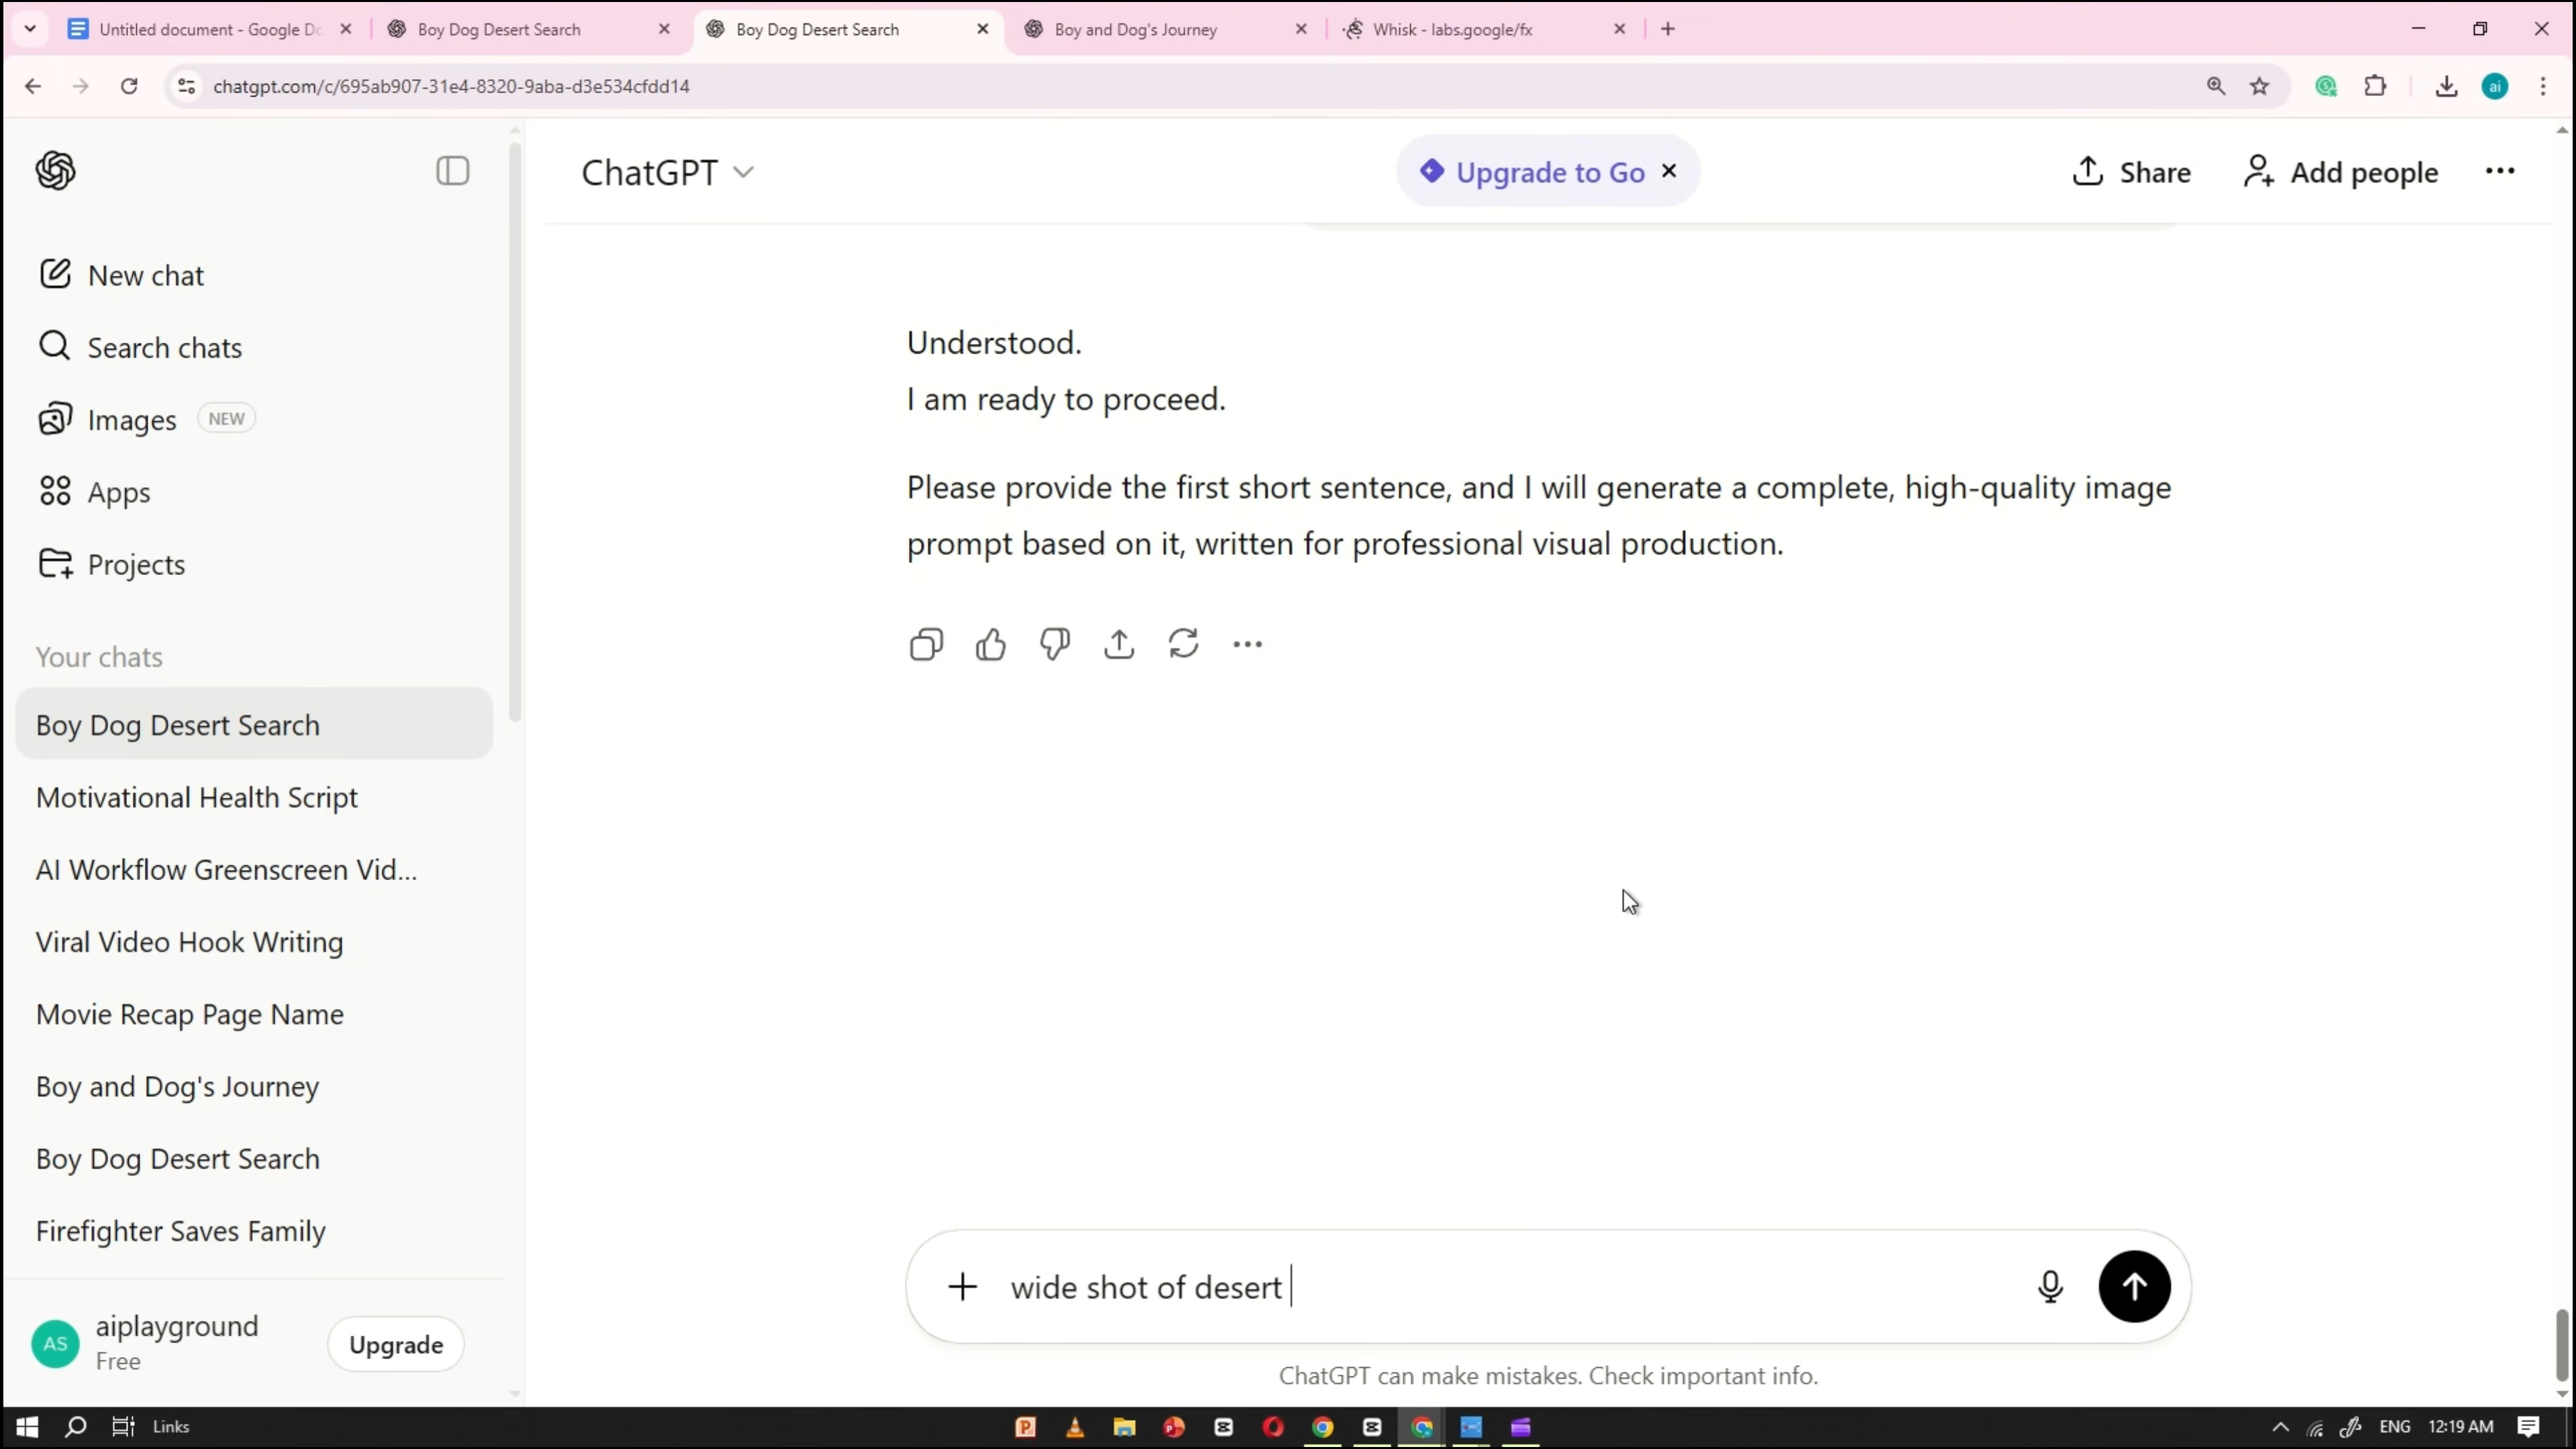 Untitled document - Google Dc
Boy Dog Desert Search
Boy Dog Desert Search
Boy and Dog's Journey
Whisk - labs.google/fx
chatgpt.com/c/695ab907-31e4-8320-9aba-d3e534cfdd14
ai
ChatGPT
Upgrade to Go
Share
Add people
New chat
Search chats
Images NEW
Apps
Projects
Your chats
Boy Dog Desert Search
Motivational Health Script
AI Workflow Greenscreen Vid...
Viral Video Hook Writing
Movie Recap Page Name
Boy and Dog's Journey
Boy Dog Desert Search
Firefighter Saves Family
AS
aiplayground
Free
Upgrade
Understood.
I am ready to proceed.
Please provide the first short sentence, and I will generate a complete, high-quality image
prompt based on it, written for professional visual production.
wide shot of desert
ChatGPT can make mistakes. Check important info.
Links
ENG
12:19 AM